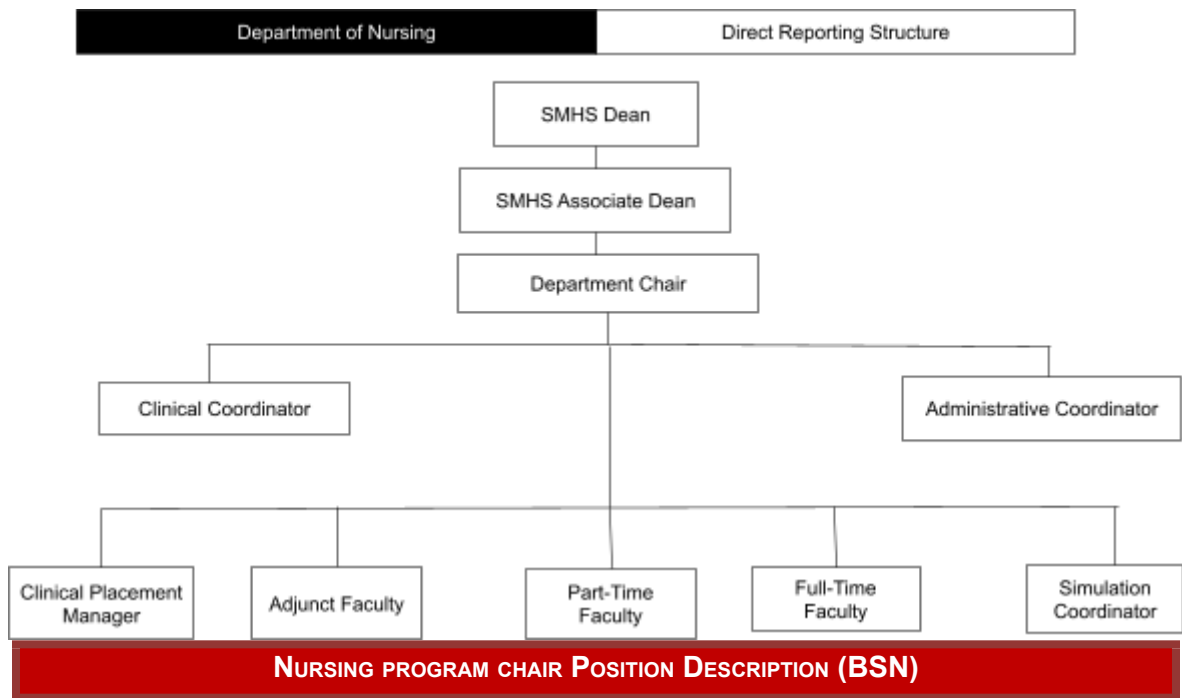 Department of Nursing
Direct Reporting Structure
SMHS Dean
SMHS Associate Dean
Department Chair
Clinical Coordinator
Administrative Coordinator
Clinical Placement
Manager
Adjunct Faculty
Part-Time
Faculty
Full-Time
Faculty
Simulation
Coordinator
NURSING PROGRAM CHAIR POSITION DESCRIPTION (BSN)